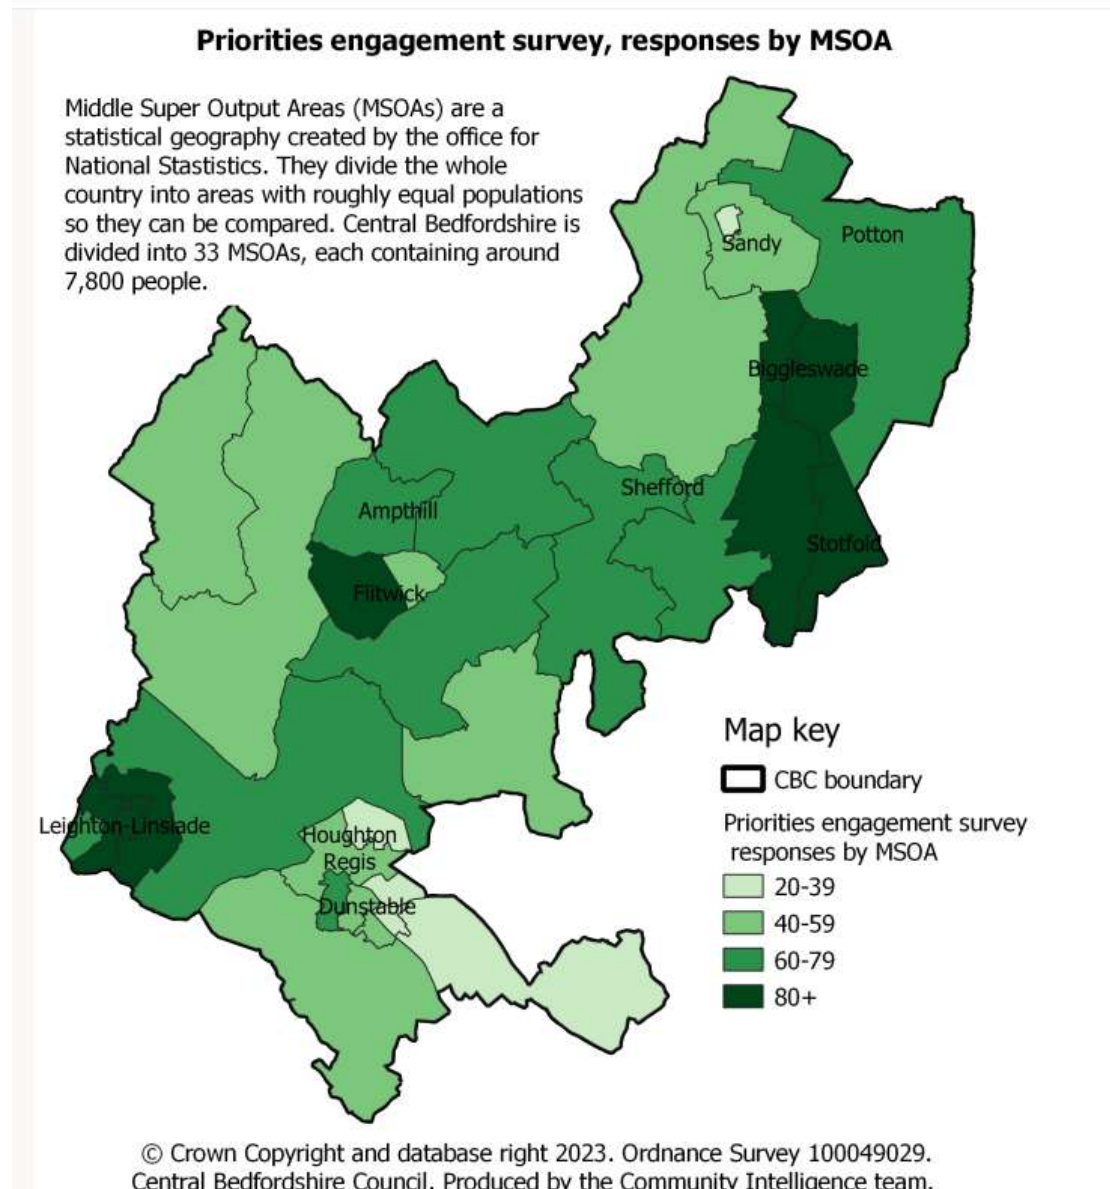 Priorities engagement survey, responses by MSOA
Middle Super Output Areas (MSOAs) are a
statistical geography created by the office for
National Stastistics. They divide the whole
country into areas with roughly equal populations
so they can be compared. Central Bedfordshire is
divided into 33 MSOAs, each containing around
7,800 people.
Sandy
Potton
Biggleswade
Shefford
Ampthill
Stotfold
Flitwick
Leighton-Linslade
Houghton
Regis
Dunstable
Map key
CBC boundary
Priorities engagement survey
responses by MSOA
20-39
40-59
60-79
80+
© Crown Copyright and database right 2023. Ordnance Survey 100049029.
Central Bedfordshire Council. Produced by the Community Intelligence team.